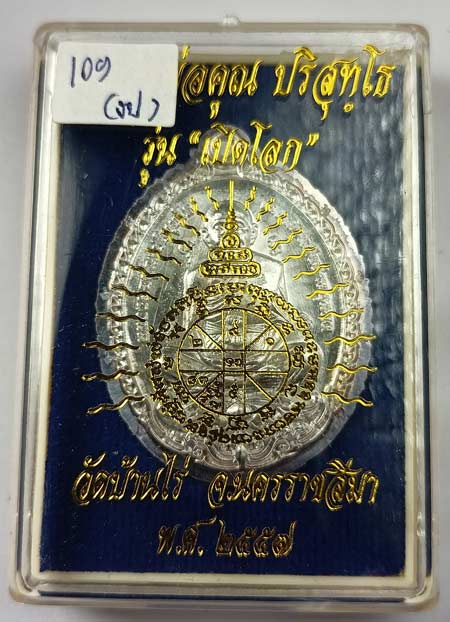 109
(งป)
่อคุณ ปริสุทฺโธ
รุ่น “เปิดโลก”
วัดบ้านไร่ จ.นครราชสีมา
พ.ศ. ๒๕๕๗